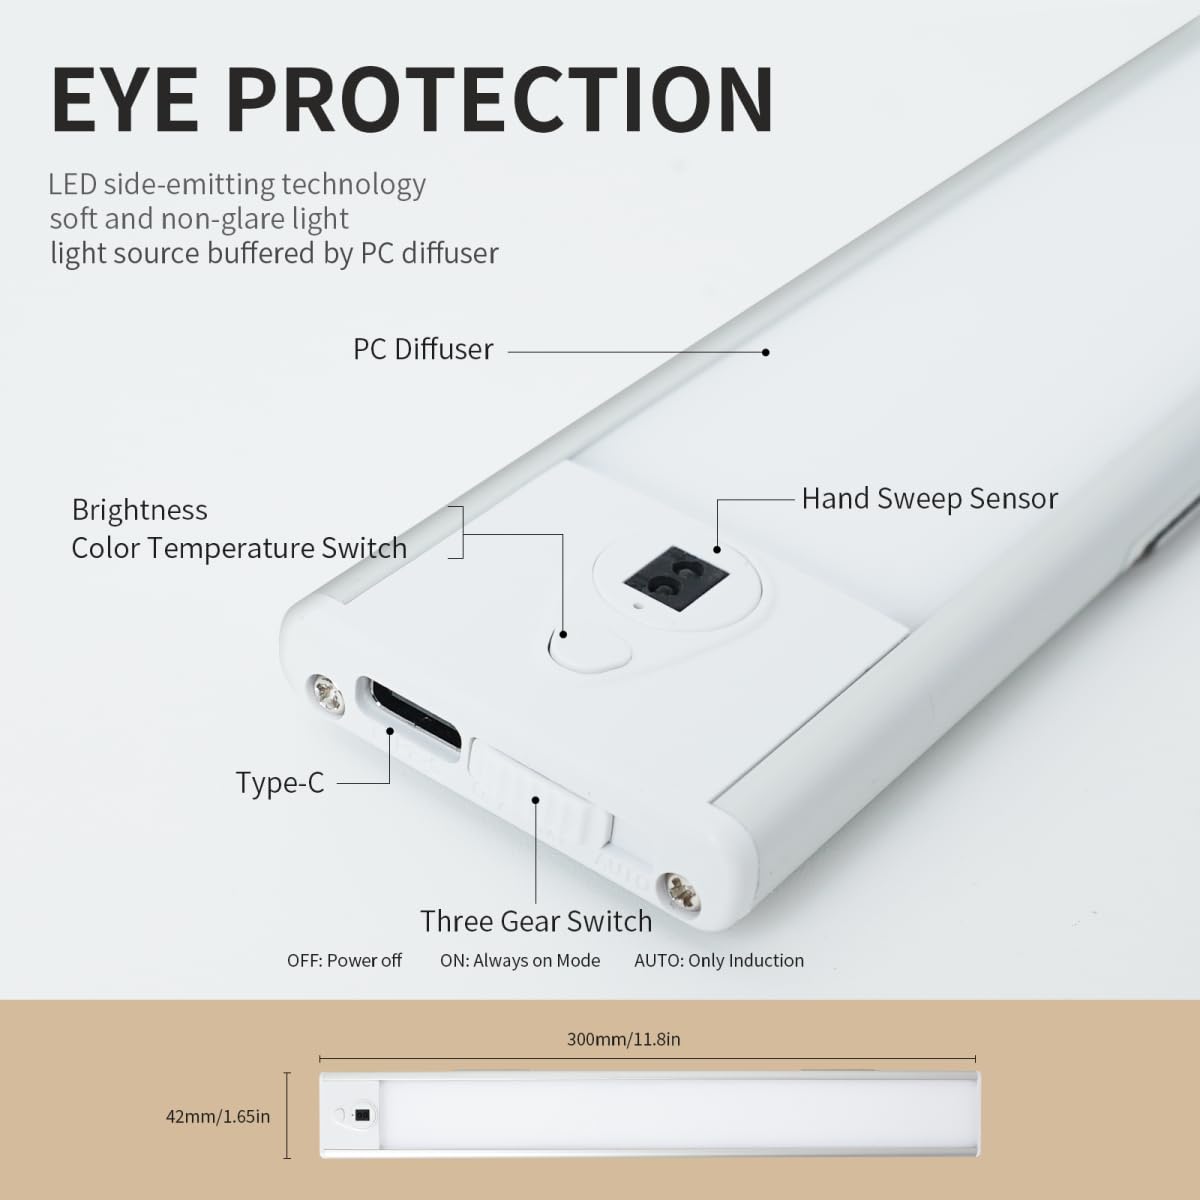 EYE PROTECTION
LED side-emitting technology
soft and non-glare light
light source buffered by PC diffuser
PC Diffuser
Brightness
Color Temperature Switch
Hand Sweep Sensor
Type-C
AUTO
Three Gear Switch
OFF: Power off ON: Always on Mode AUTO: Only Induction
300mm/11.8in
42mm/1.65in